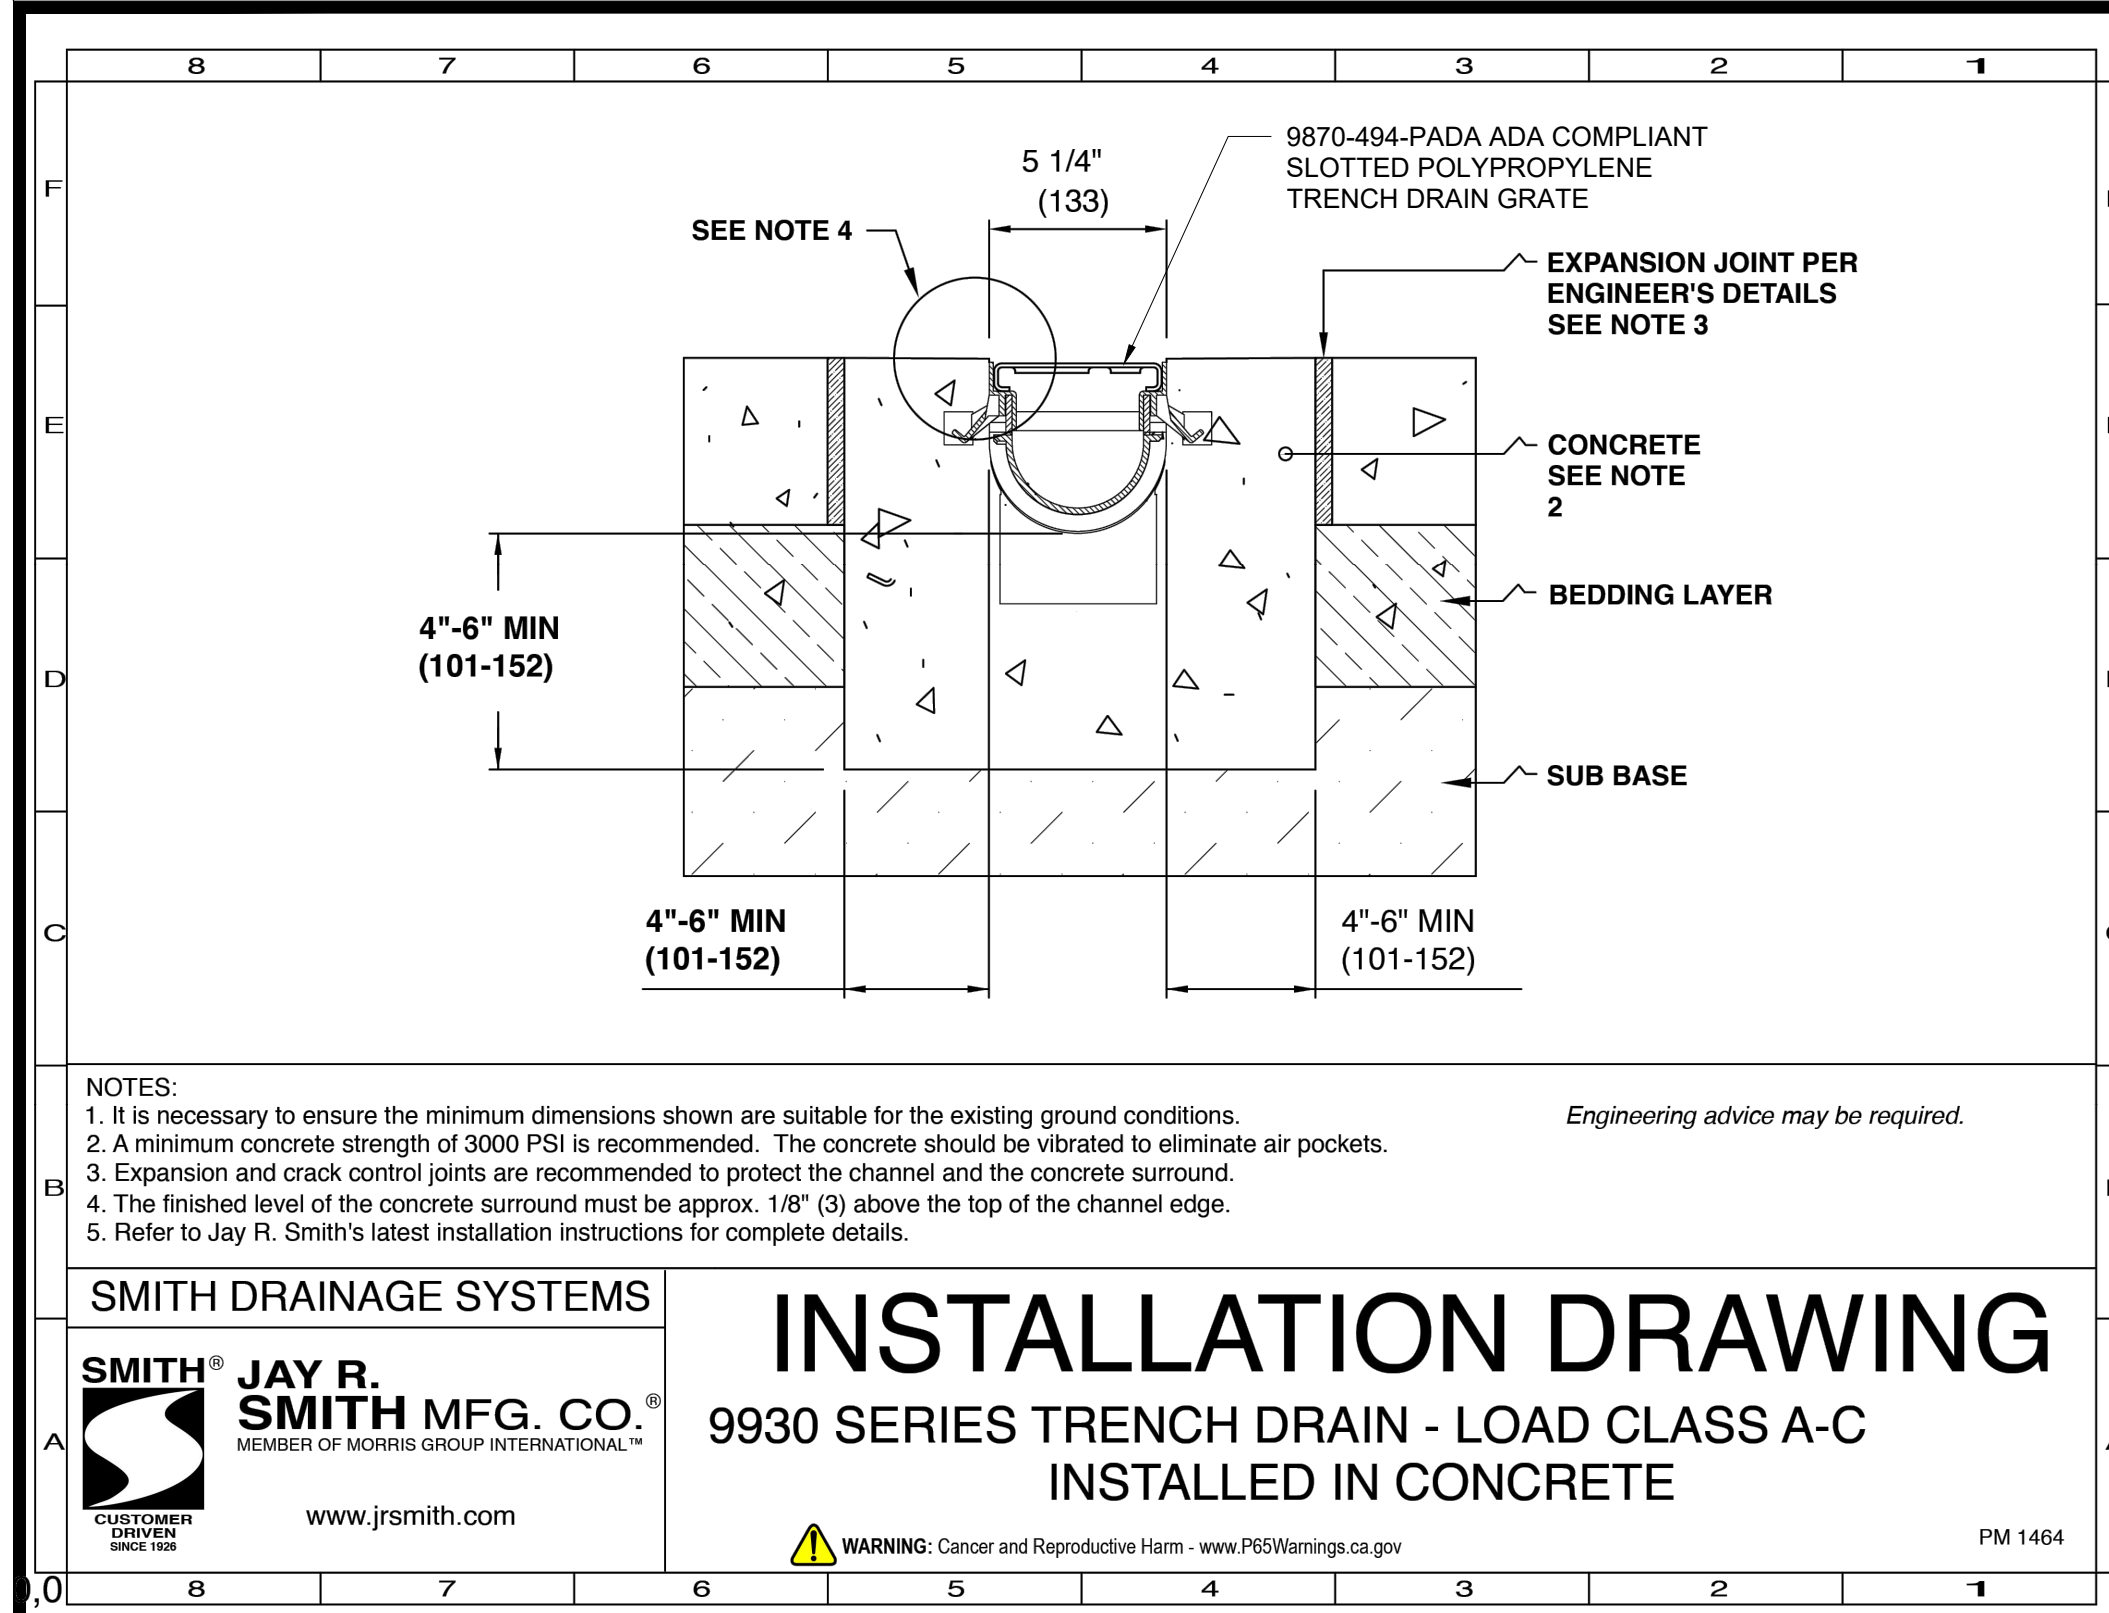 8 7 6 5 4 3 2 1
F
E
D
C
B
A
5 1/4"
(133)
9870-494-PADA ADA COMPLIANT
SLOTTED POLYPROPYLENE
TRENCH DRAIN GRATE
SEE NOTE 4
EXPANSION JOINT PER
ENGINEER'S DETAILS
SEE NOTE 3
CONCRETE
SEE NOTE
2
BEDDING LAYER
4"-6" MIN
(101-152)
SUB BASE
4"-6" MIN
(101-152)
4"-6" MIN
(101-152)
NOTES:
1. It is necessary to ensure the minimum dimensions shown are suitable for the existing ground conditions. Engineering advice may be required.
2. A minimum concrete strength of 3000 PSI is recommended. The concrete should be vibrated to eliminate air pockets.
3. Expansion and crack control joints are recommended to protect the channel and the concrete surround.
4. The finished level of the concrete surround must be approx. 1/8" (3) above the top of the channel edge.
5. Refer to Jay R. Smith's latest installation instructions for complete details.
SMITH DRAINAGE SYSTEMS
SMITH® JAY R.
SMITH MFG. CO.®
MEMBER OF MORRIS GROUP INTERNATIONAL™
www.jrsmith.com
CUSTOMER
DRIVEN
SINCE 1926
INSTALLATION DRAWING
9930 SERIES TRENCH DRAIN - LOAD CLASS A-C
INSTALLED IN CONCRETE
WARNING: Cancer and Reproductive Harm - www.P65Warnings.ca.gov
PM 1464
0,0
8 7 6 5 4 3 2 1